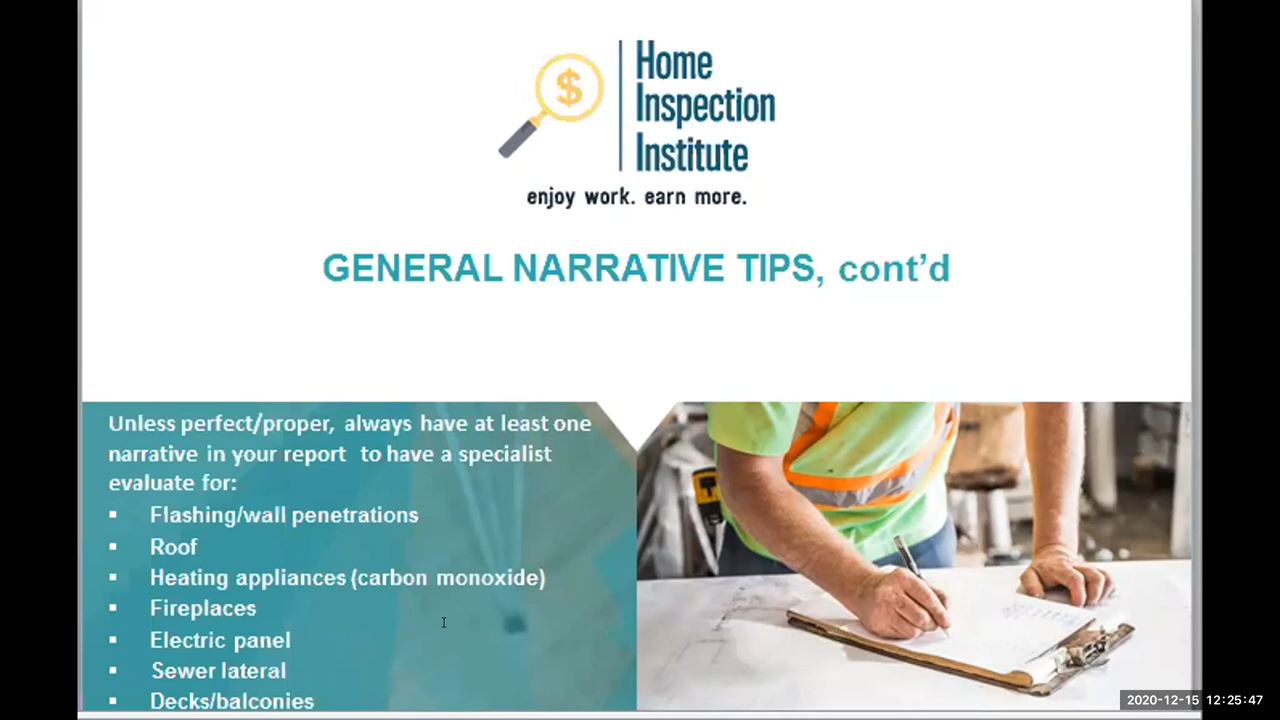 $
Home
Inspection
Institute
enjoy work. earn more.
GENERAL NARRATIVE TIPS, cont’d
Unless perfect/proper, always have at least one
narrative in your report to have a specialist
evaluate for:
▪ Flashing/wall penetrations
▪ Roof
▪ Heating appliances (carbon monoxide)
▪ Fireplaces
▪ Electric panel
▪ Sewer lateral
▪ Decks/balconies
2020-12-15 12:25:47